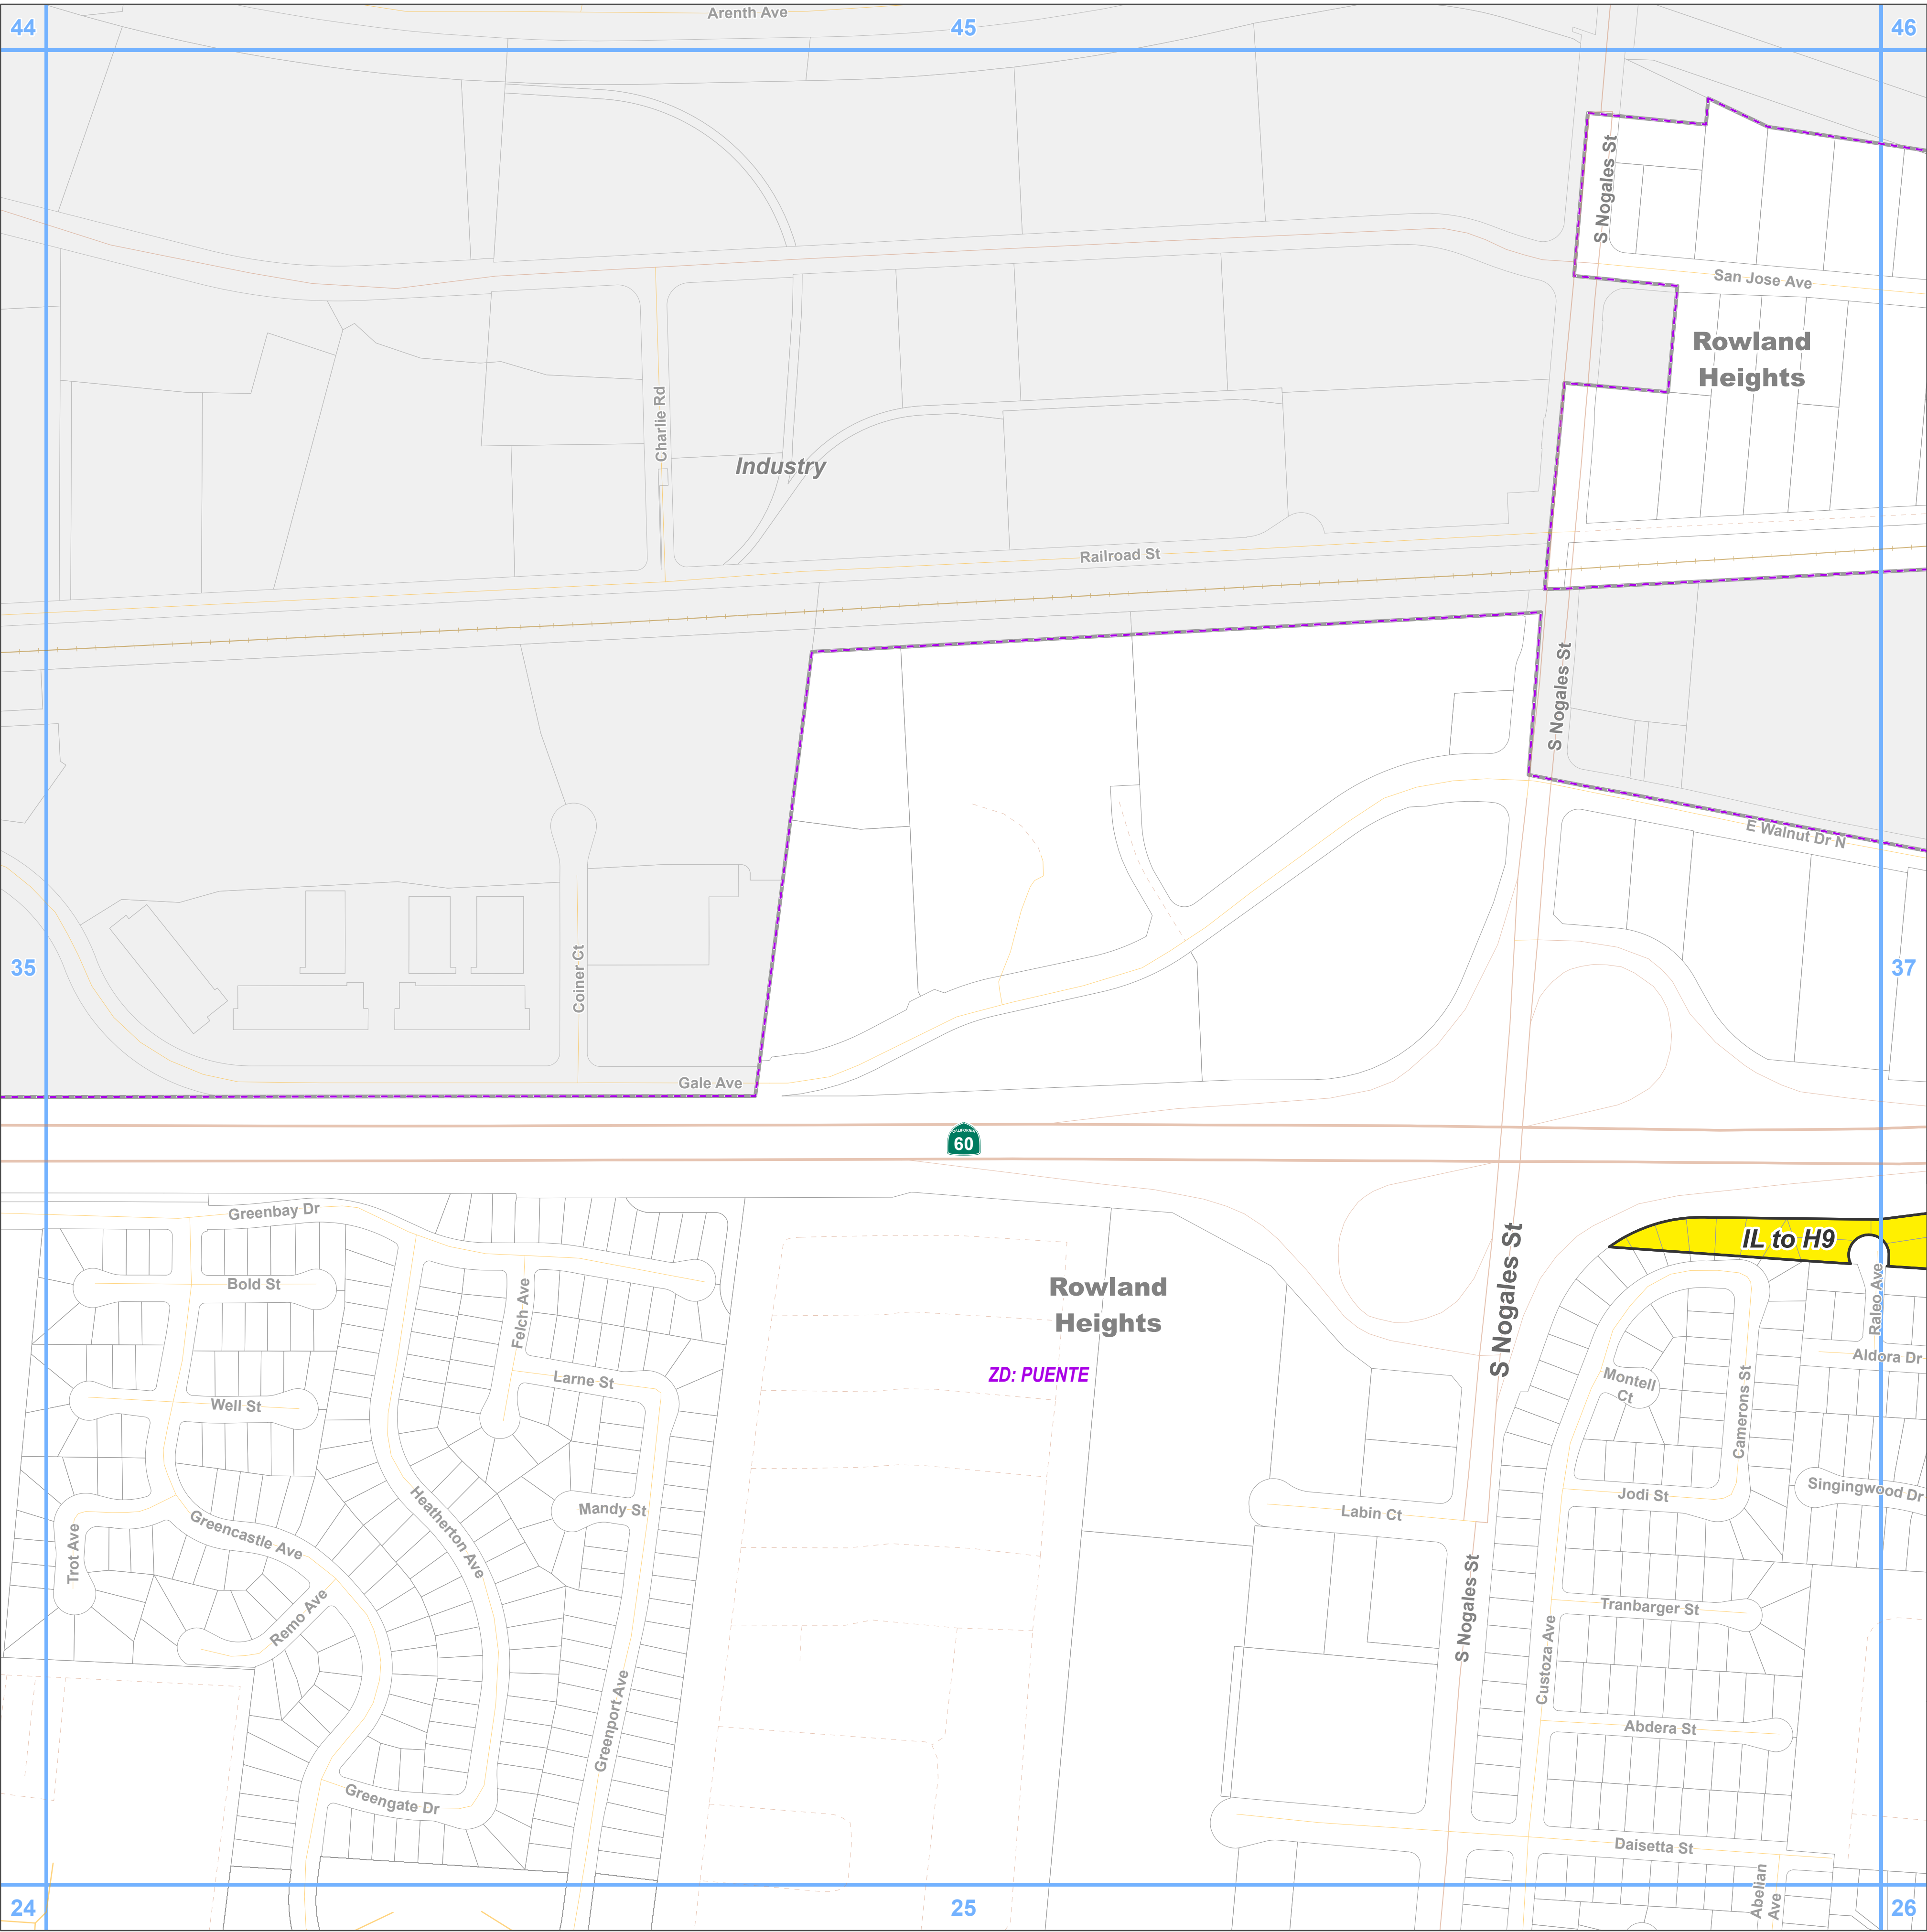 Arenth Ave
44
45
46
S Nogales St
San Jose Ave
Rowland
Heights
Charlie Rd
Industry
Railroad St
S Nogales St
E Walnut Dr N
35
37
Coiner Ct
Gale Ave
CALIFORNIA
60
Greenbay Dr
IL to H9
S Nogales St
Raleo Ave
Bold St
Felch Ave
Rowland
Heights
Aldora Dr
ZD: PUENTE
Larne St
Montell
Ct
Camerons St
Well St
Singingwood Dr
Jodi St
Mandy St
Labin Ct
Heatherton Ave
Greencastle Ave
Trot Ave
Remo Ave
S Nogales St
Tranbarger St
Custoza Ave
Greenport Ave
Abdera St
Greengate Dr
Daisetta St
Abelian
Ave
24
25
26